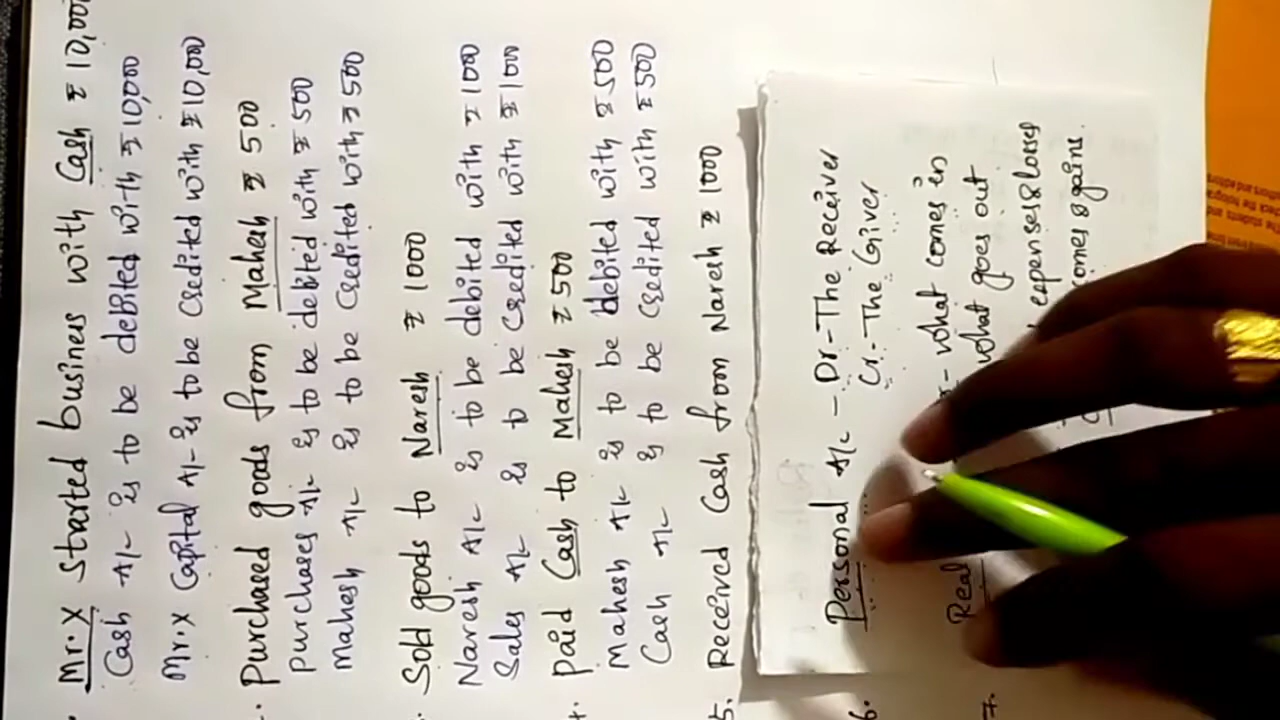 Mr. X Started business with Cash ₹ 10,000
Cash A/c is to be debited with ₹ 10,000
Mr. X Capital A/c is to be Credited with ₹ 10,000
Purchased goods from Mahesh ₹ 500
Purchases A/c is to be debited with ₹ 500
Mahesh A/c is to be Credited with ₹ 500
Sold goods to Naresh ₹ 1000
Naresh A/c is to be debited with ₹ 1000
Sales A/c is to be Credited with ₹ 1000
paid Cash to Mahesh ₹ 500
Mahesh A/c is to be debited with ₹ 500
Cash A/c is to be Credited with ₹ 500
5. Received Cash from Naresh ₹ 1000
Personal A/c - Dr - The Receiver
Cr. - The Giver
6.
Real - what comes in
what goes out
7.
expenses & losses
gains.